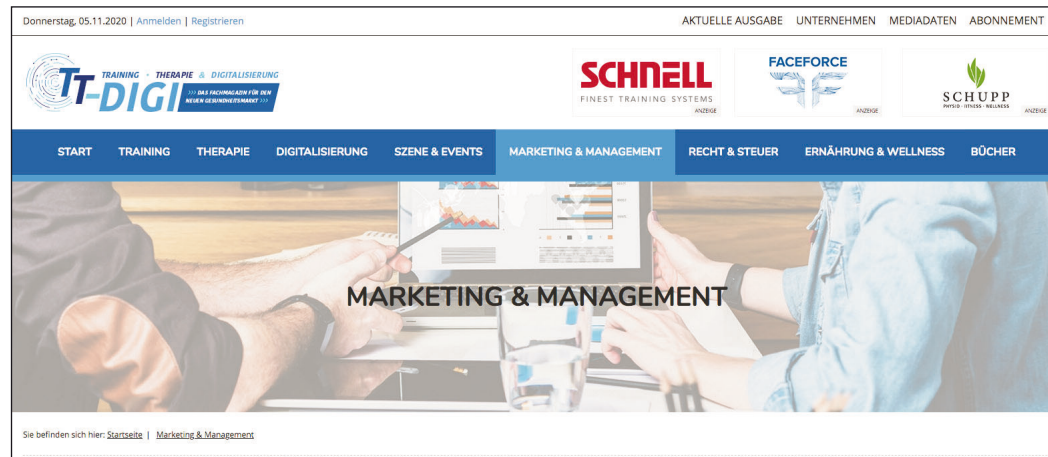 Donnerstag, 05.11.2020 | Anmelden | Registrieren
AKTUELLE AUSGABE UNTERNEHMEN MEDIADATEN ABONNEMENT
TT-DIGI
TRAINING · THERAPIE & DIGITALISIERUNG
>>> DAS FACHMAGAZIN FÜR DEN
NEUEN GESUNDHEITSMARKT >>>
SCHNELL
FINEST TRAINING SYSTEMS
ANZEIGE
FACEFORCE
ANZEIGE
SCHUPP
PHYSIO · FITNESS · WELLNESS
ANZEIGE
START TRAINING THERAPIE DIGITALISIERUNG SZENE & EVENTS MARKETING & MANAGEMENT RECHT & STEUER ERNÄHRUNG & WELLNESS BÜCHER
MARKETING & MANAGEMENT
Sie befinden sich hier: Startseite | Marketing & Management